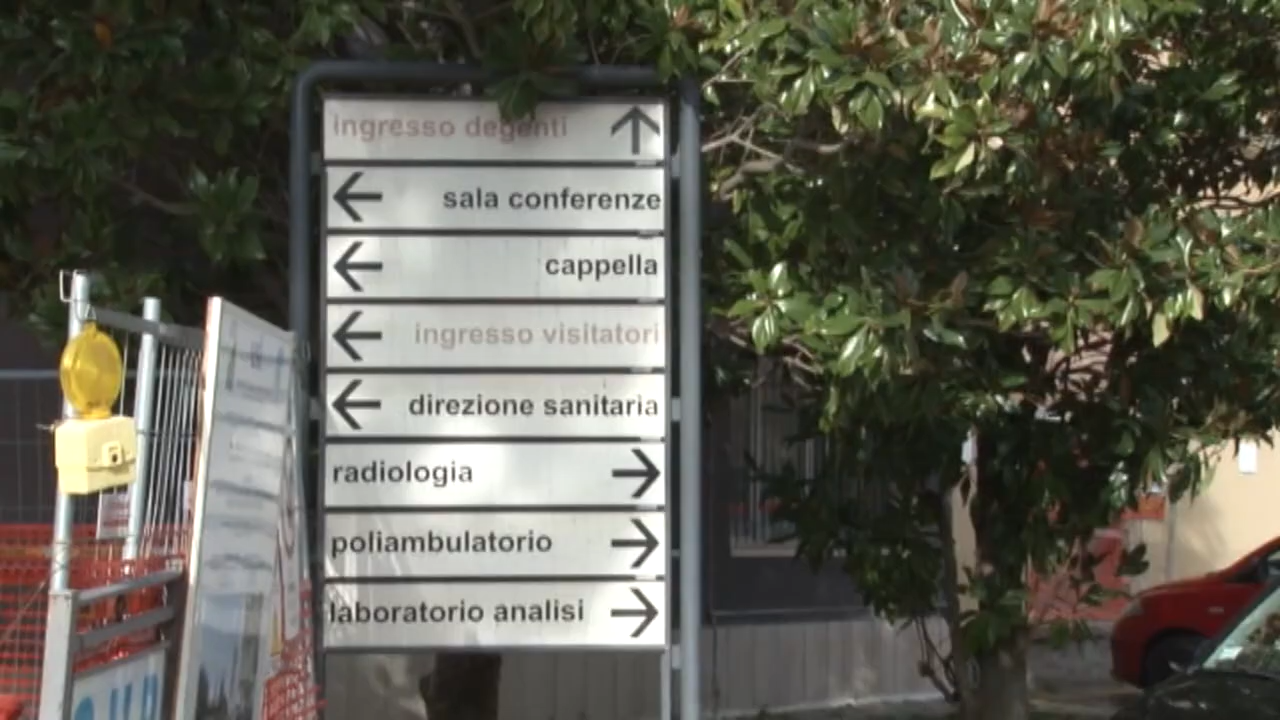 ingresso degenti
sala conferenze
cappella
ingresso visitatori
direzione sanitaria
radiologia
poliambulatorio
laboratorio analisi